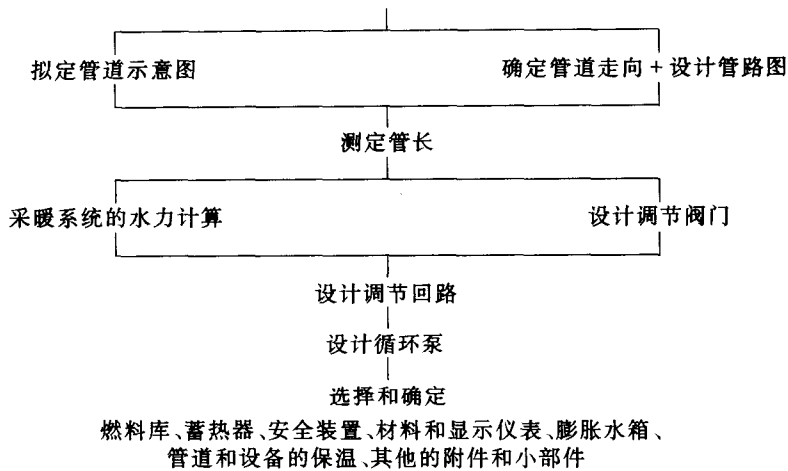 拟定管道示意图
确定管道走向+设计管路图
测定管长
采暖系统的水力计算
设计调节阀门
设计调节回路
设计循环泵
选择和确定
燃料库、蓄热器、安全装置、材料和显示仪表、膨胀水箱、
管道和设备的保温、其他的附件和小部件